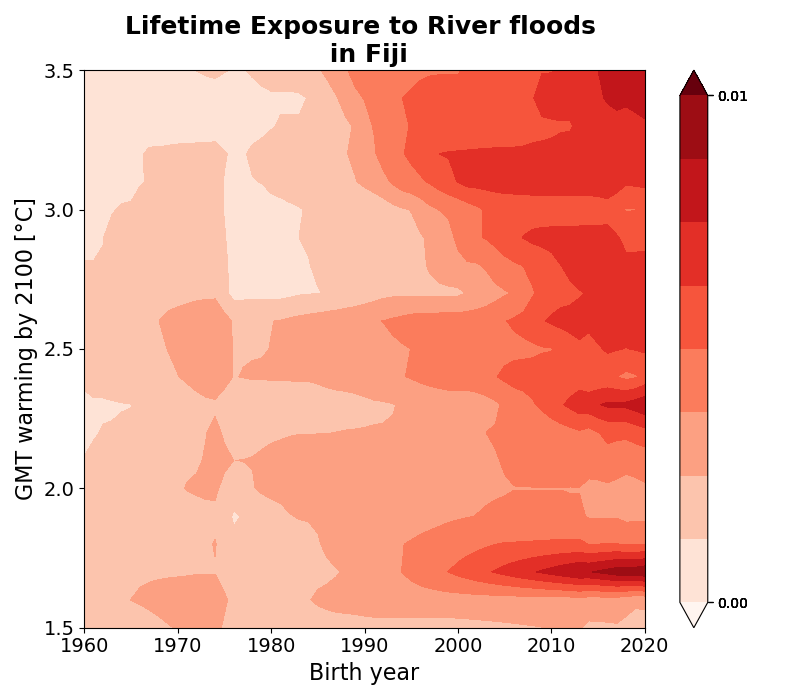 Lifetime Exposure to River floods
in Fiji
GMT warming by 2100 [°C]
3.5
3.0
2.5
2.0
1.5
1960 1970 1980 1990 2000 2010 2020
Birth year
0.01
0.00